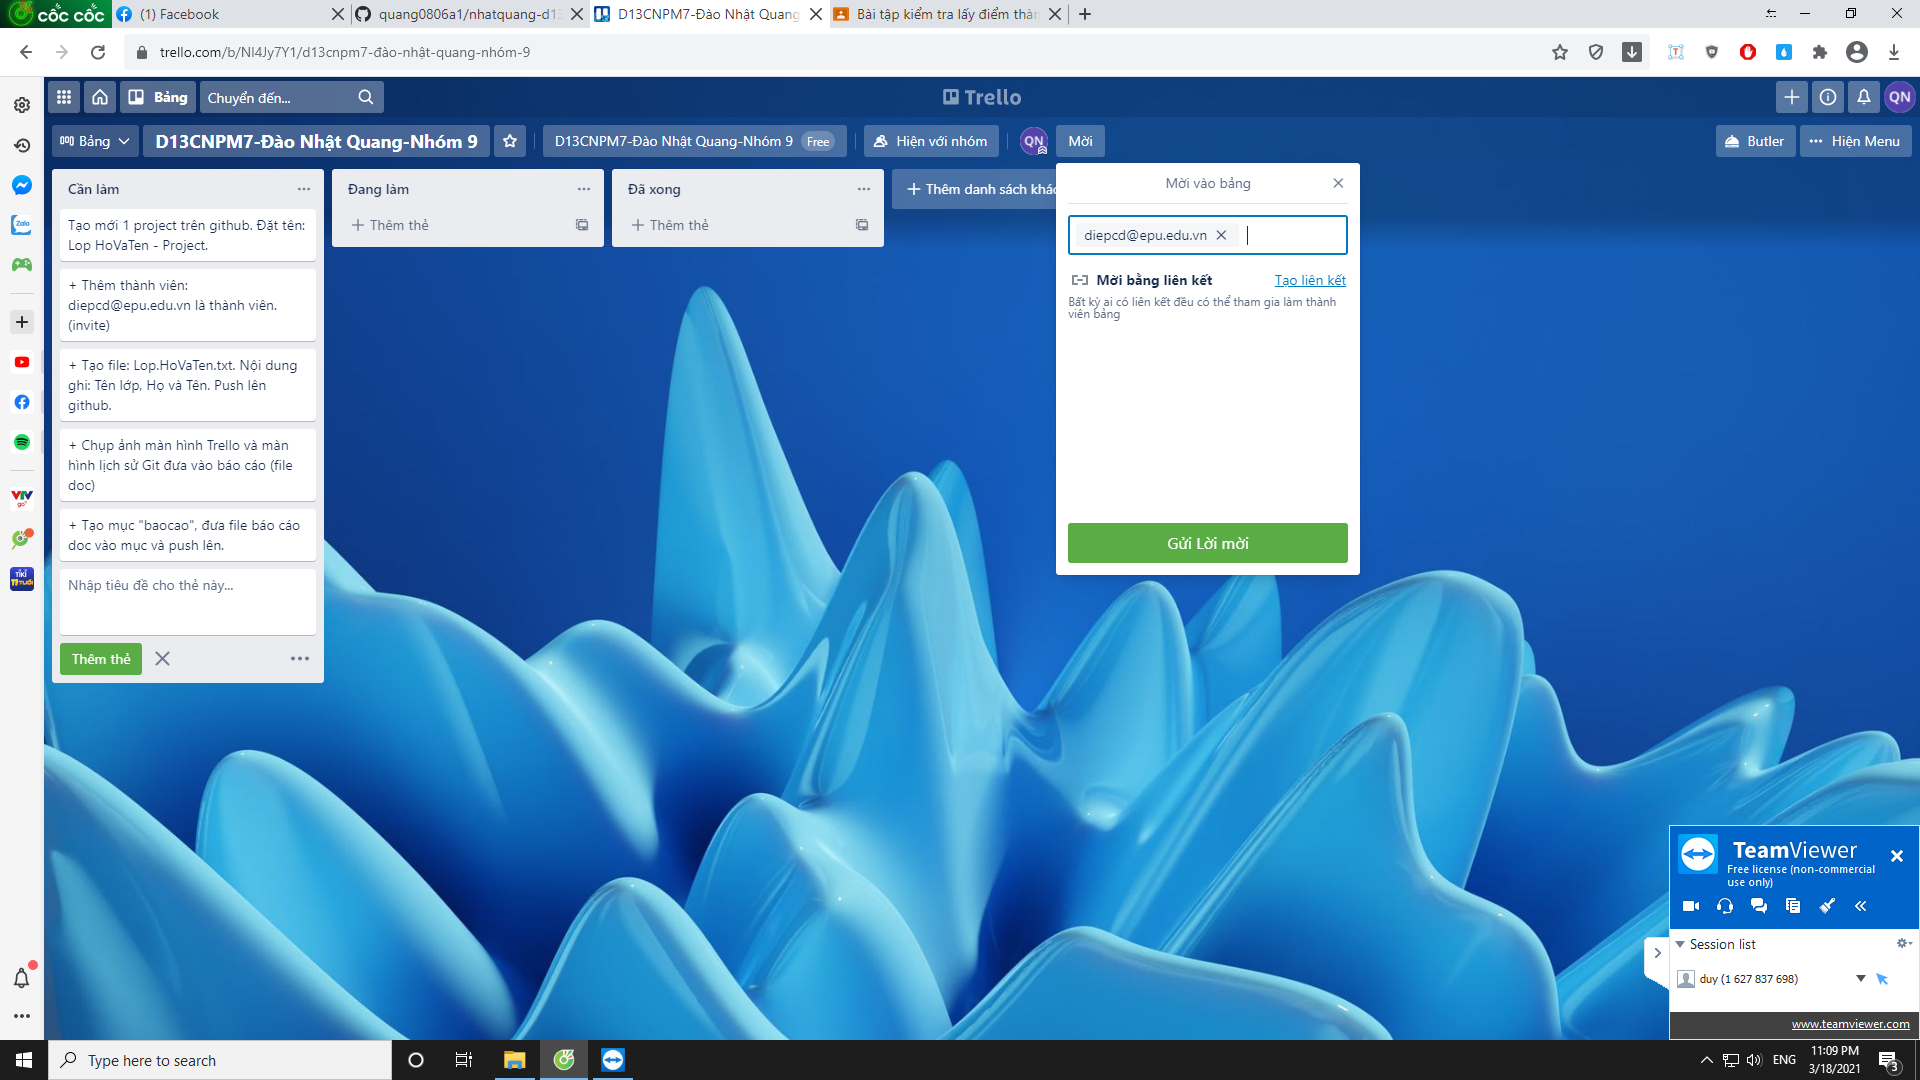 cốc cốc
(1) Facebook
quang0806a1/nhatquang-d13
D13CNPM7-Đào Nhật Quang
Bài tập kiểm tra lấy điểm thàn
trello.com/b/NI4Jy7Y1/d13cnpm7-đào-nhật-quang-nhóm-9
Bảng
Chuyển đến...
Trello
QN
Bảng
D13CNPM7-Đào Nhật Quang-Nhóm 9
D13CNPM7-Đào Nhật Quang-Nhóm 9 Free
Hiện với nhóm
QN
Mời
Butler
Hiện Menu
Cần làm
Tạo mới 1 project trên github. Đặt tên:
Lop HoVaTen - Project.
+ Thêm thành viên:
diepcd@epu.edu.vn là thành viên.
(invite)
+ Tạo file: Lop.HoVaTen.txt. Nội dung
ghi: Tên lớp, Họ và Tên. Push lên
github.
+ Chụp ảnh màn hình Trello và màn
hình lịch sử Git đưa vào báo cáo (file
doc)
+ Tạo mục "baocao", đưa file báo cáo
doc vào mục và push lên.
Nhập tiêu đề cho thẻ này...
Thêm thẻ
Đang làm
Thêm thẻ
Đã xong
Thêm thẻ
Thêm danh sách khác
Mời vào bảng
diepcd@epu.edu.vn
Mời bằng liên kết
Tạo liên kết
Bất kỳ ai có liên kết đều có thể tham gia làm thành
viên bảng
Gửi Lời mời
Zalo
VTV
go
TIKI
11 TUỔI
TeamViewer
Free license (non-commercial
use only)
Session list
duy (1 627 837 698)
www.teamviewer.com
Type here to search
ENG
11:09 PM
3/18/2021
3